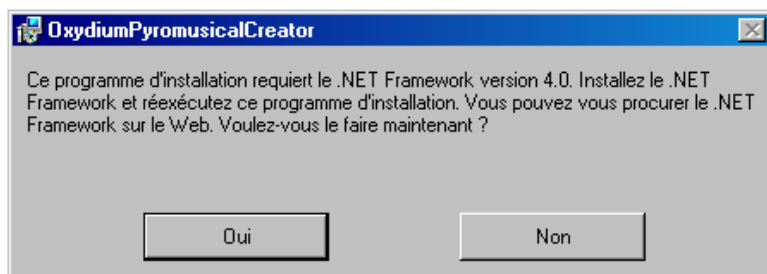 OxydiumPyromusicalCreator
Ce programme d'installation requiert le .NET Framework version 4.0. Installez le .NET
Framework et réexécutez ce programme d'installation. Vous pouvez vous procurer le .NET
Framework sur le Web. Voulez-vous le faire maintenant ?
Oui
Non